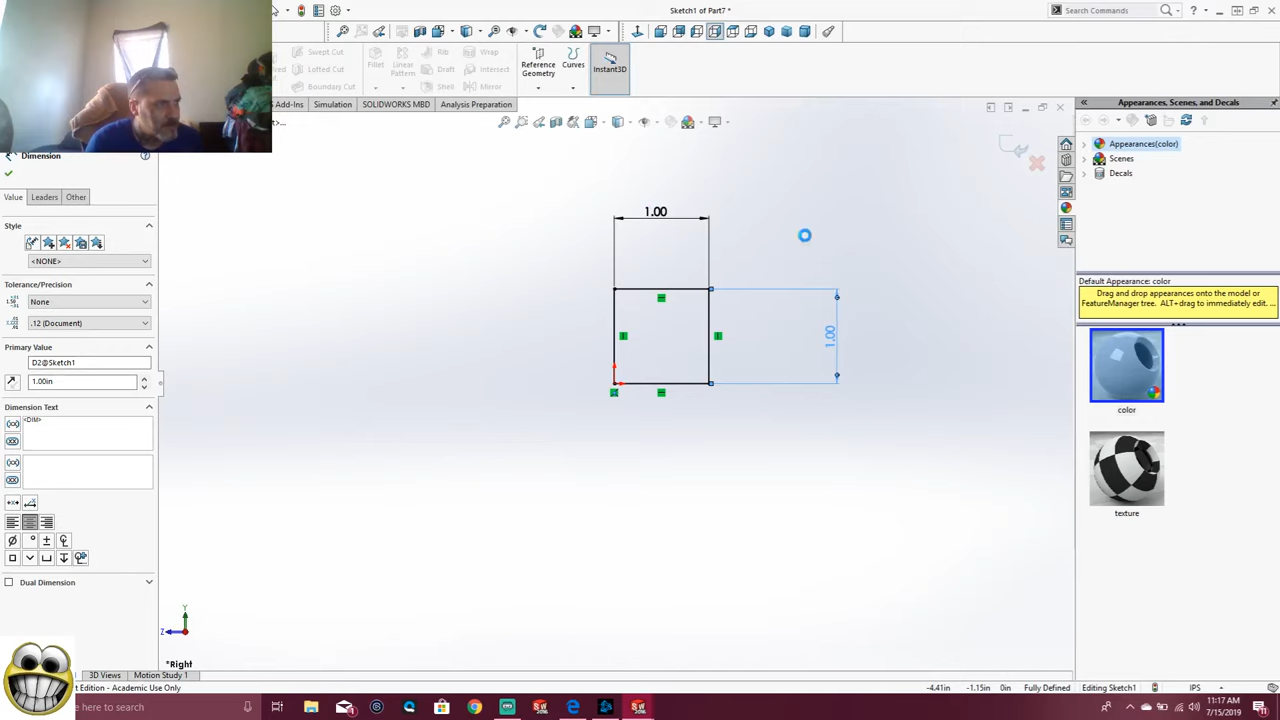 Sketch1 of Part7 *
Search Commands
Swept Cut
Lofted Cut
Boundary Cut
Fillet
Linear
Pattern
Rib
Draft
Shell
Wrap
Intersect
Mirror
Reference
Geometry
Curves
Instant3D
S Add-Ins
Simulation
SOLIDWORKS MBD
Analysis Preparation
Appearances, Scenes, and Decals
Appearances(color)
Scenes
Decals
Dimension
Value
Leaders
Other
Style
<NONE>
Tolerance/Precision
None
.12 (Document)
Primary Value
D2@Sketch1
1.00in
Dimension Text
<DIM>
Dual Dimension
1.00
1.00
Default Appearance: color
Drag and drop appearances onto the model or
FeatureManager tree. ALT+drag to immediately edit. ...
color
texture
Y
Z
*Right
3D Views
Motion Study 1
t Edition - Academic Use Only
-4.41in
-1.15in
0in
Fully Defined
Editing Sketch1
IPS
here to search
11:17 AM
7/15/2019